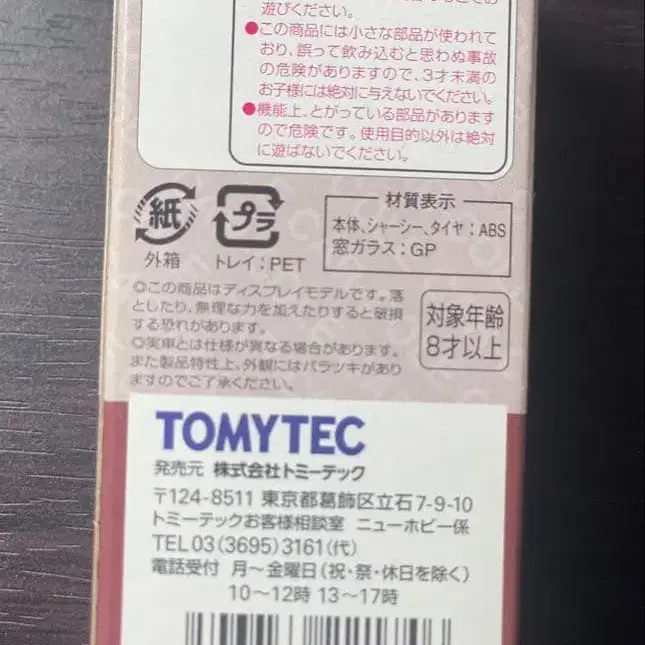 遊びください。
●この商品には小さな部品が使われて
おり、誤って飲み込むと思わぬ事故
の危険がありますので、3才未満の
お子様には絶対に与えないでください。
●機能上、とがっている部品があります
ので危険です。使用目的以外は絶対
に遊ばないでください。
紙
外箱
プラ
トレイ:PET
材質表示
本体、シャーシー、タイヤ:ABS
窓ガラス:GP
◎この商品はディスプレイモデルです。落
としたり、無理な力を加えたりすると破損
する恐れがあります。
◎実車とは仕様が異なる場合があります。
また製品特性上、外観にはバラツキがあり
ますのでご了承ください。
対象年齢
8才以上
TOMYTEC
発売元 株式会社トミーテック
〒124-8511 東京都葛飾区立石7-9-10
トミーテックお客様相談室 ニューホビー係
TEL 03(3695)3161(代)
電話受付 月〜金曜日(祝・祭・休日を除く)
10〜12時 13〜17時